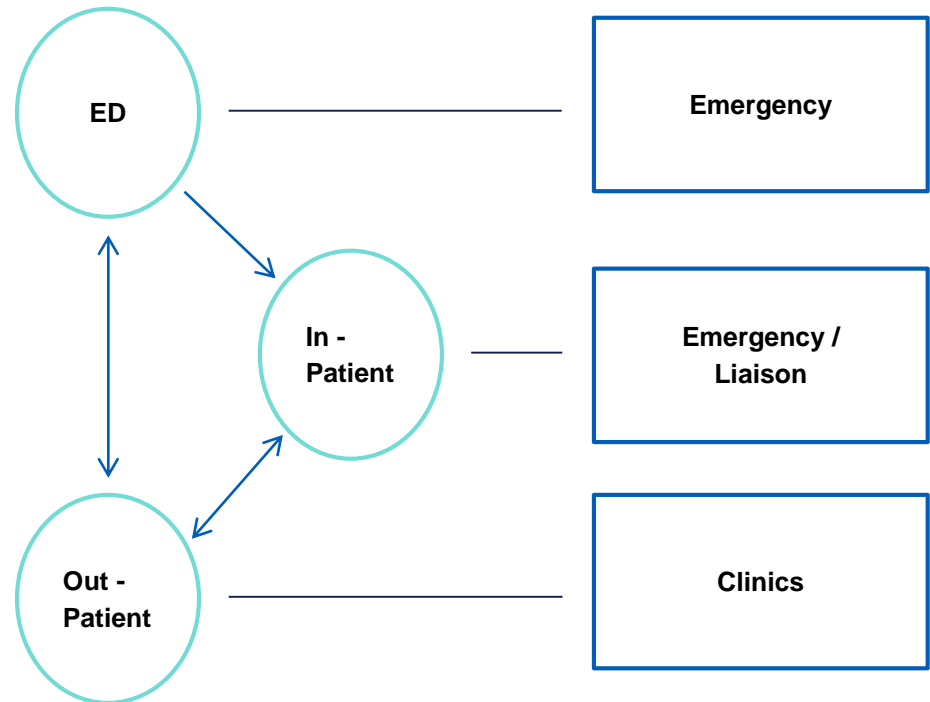 ED
Emergency
In -
Patient
Emergency /
Liaison
Out -
Patient
Clinics